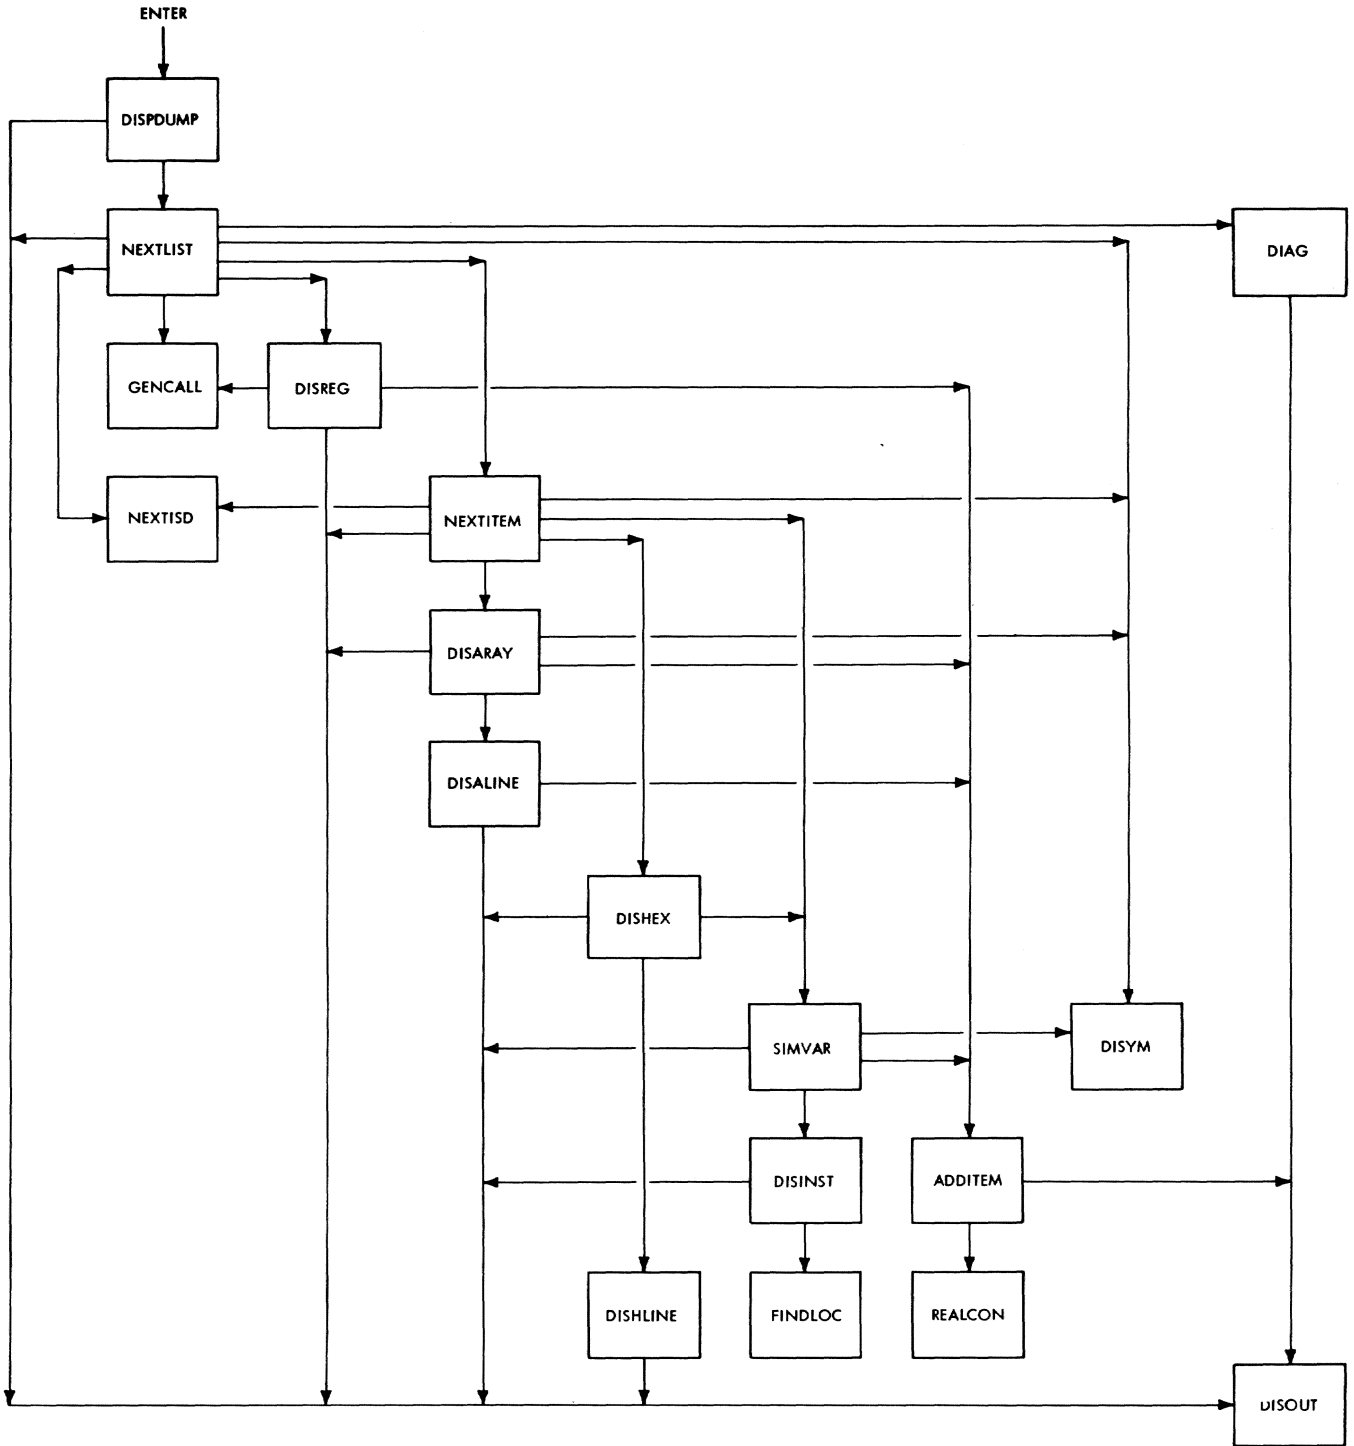 ENTER
DISPDUMP
NEXTLIST
DIAG
GENCALL
DISREG
NEXTISD
NEXTITEM
DISARAY
DISALINE
DISHEX
SIMVAR
DISYM
DISINST
ADDITEM
DISHLINE
FINDLOC
REALCON
DISOUT